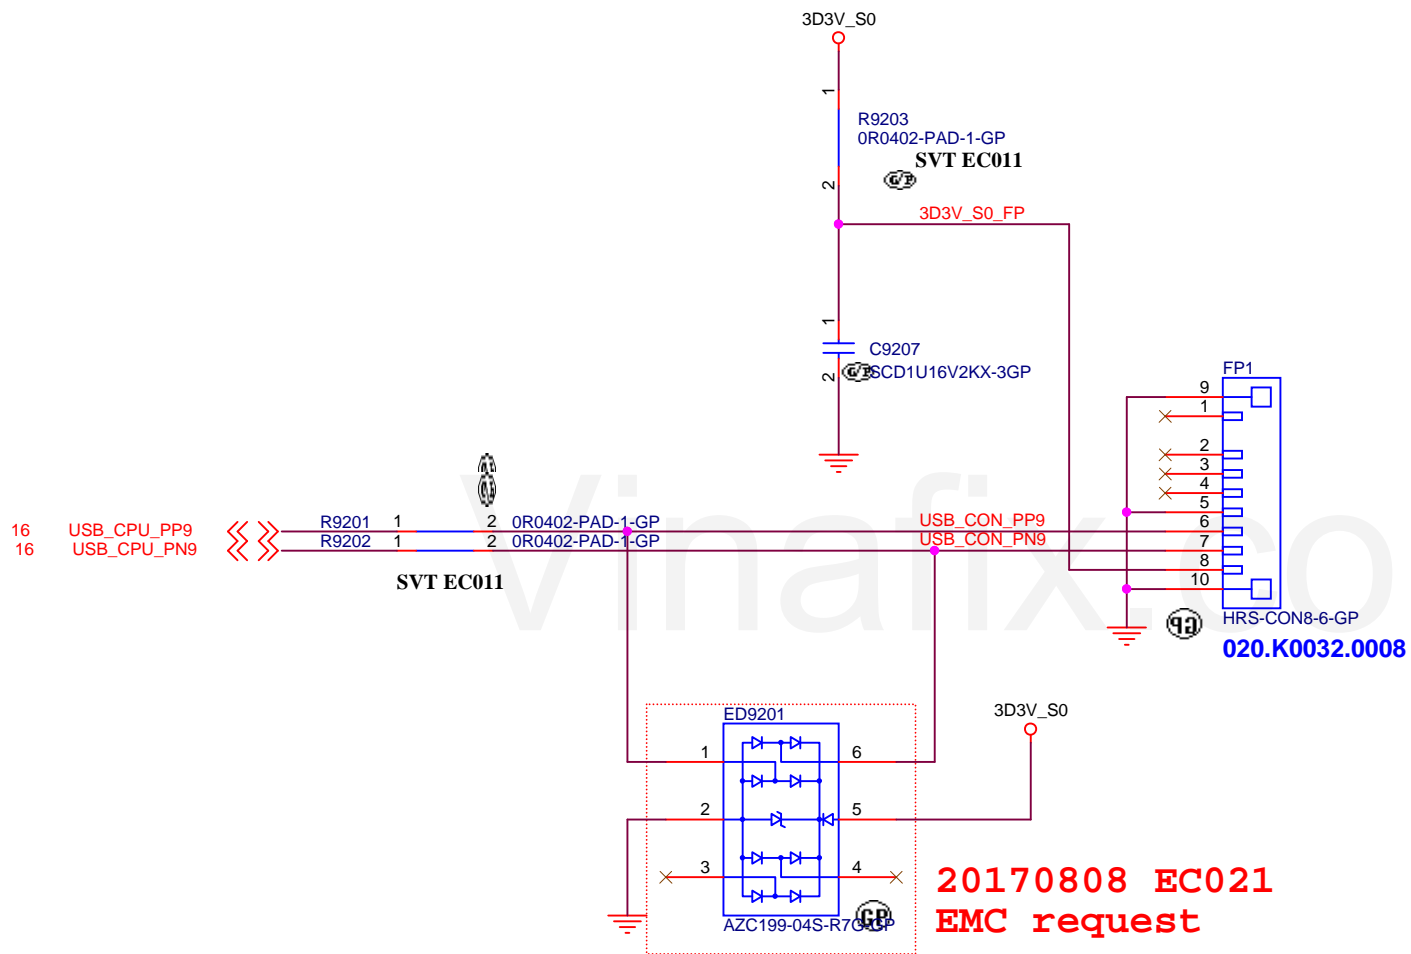 3D3V_S0
1
R9203
0R0402-PAD-1-GP
SVT EC011
G/P
2
3D3V_S0_FP
1
C9207
2
G/P
SCD1U16V2KX-3GP
FP1
9
1
2
3
4
5
6
7
8
10
HRS-CON8-6-GP
020.K0032.0008
GP
16 USB_CPU_PP9 R9201 1 2 0R0402-PAD-1-GP USB_CON_PP9
16 USB_CPU_PN9 R9202 1 2 0R0402-PAD-1-GP USB_CON_PN9
SVT EC011
Vinafix.co
ED9201
3D3V_S0
1 6
2 5
3 4
AZC199-04S-R7G-GP
GP
20170808 EC021
EMC request